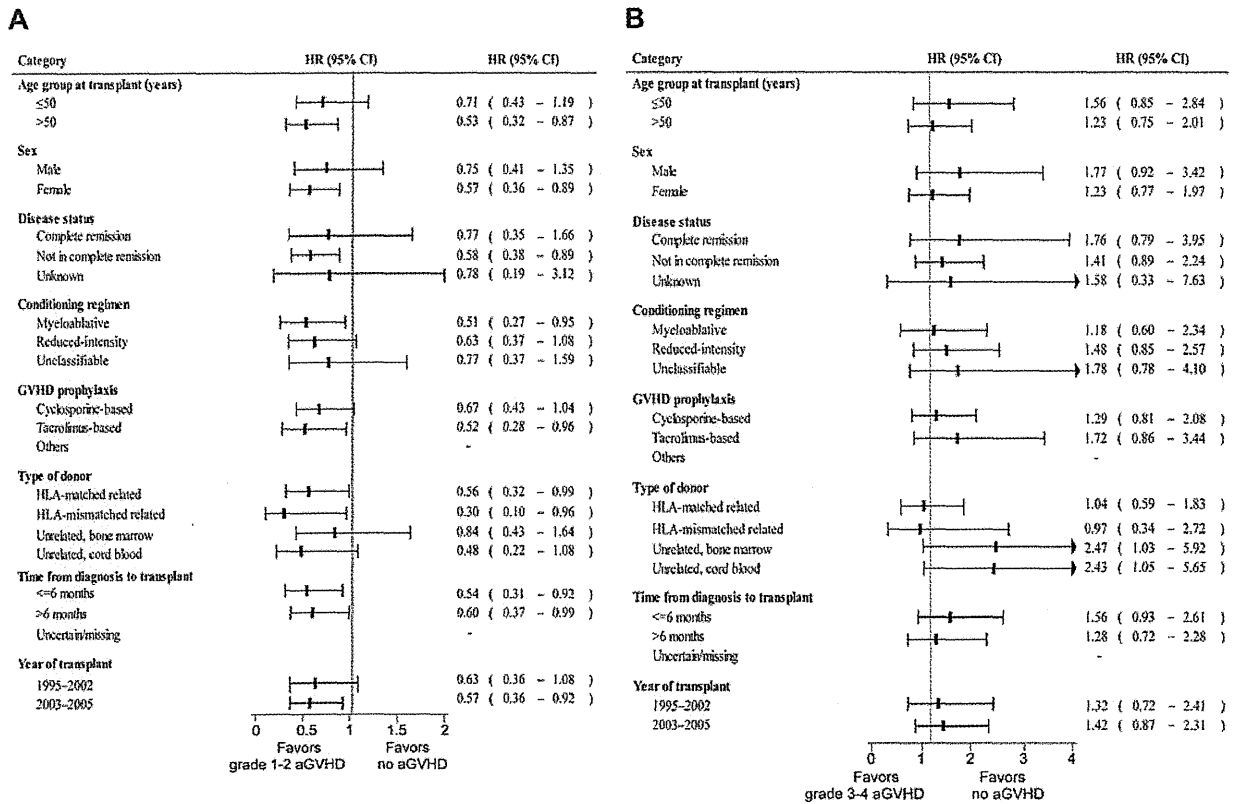 A
Category HR (95% CI) HR (95% CI)
Age group at transplant (years)
≤50 0.71 ( 0.43 - 1.19 )
>50 0.53 ( 0.32 - 0.87 )
Sex
Male 0.75 ( 0.41 - 1.35 )
Female 0.57 ( 0.36 - 0.89 )
Disease status
Complete remission 0.77 ( 0.35 - 1.66 )
Not in complete remission 0.58 ( 0.38 - 0.89 )
Unknown 0.78 ( 0.19 - 3.12 )
Conditioning regimen
Myeloablative 0.51 ( 0.27 - 0.95 )
Reduced-intensity 0.63 ( 0.37 - 1.08 )
Unclassifiable 0.77 ( 0.37 - 1.59 )
GVHD prophylaxis
Cyclosporine-based 0.67 ( 0.43 - 1.04 )
Tacrolimus-based 0.52 ( 0.28 - 0.96 )
Others -
Type of donor
HLA-matched related 0.56 ( 0.32 - 0.99 )
HLA-mismatched related 0.30 ( 0.10 - 0.96 )
Unrelated, bone marrow 0.84 ( 0.43 - 1.64 )
Unrelated, cord blood 0.48 ( 0.22 - 1.08 )
Time from diagnosis to transplant
<=6 months 0.54 ( 0.31 - 0.92 )
>6 months 0.60 ( 0.37 - 0.99 )
Uncertain/missing -
Year of transplant
1995–2002 0.63 ( 0.36 - 1.08 )
2003–2005 0.57 ( 0.36 - 0.92 )
0 0.5 1 1.5 2
Favors Favors
grade 1-2 aGVHD no aGVHD
B
Category HR (95% CI) HR (95% CI)
Age group at transplant (years)
≤50 1.56 ( 0.85 - 2.84 )
>50 1.23 ( 0.75 - 2.01 )
Sex
Male 1.77 ( 0.92 - 3.42 )
Female 1.23 ( 0.77 - 1.97 )
Disease status
Complete remission 1.76 ( 0.79 - 3.95 )
Not in complete remission 1.41 ( 0.89 - 2.24 )
Unknown 1.58 ( 0.33 - 7.63 )
Conditioning regimen
Myeloablative 1.18 ( 0.60 - 2.34 )
Reduced-intensity 1.48 ( 0.85 - 2.57 )
Unclassifiable 1.78 ( 0.78 - 4.10 )
GVHD prophylaxis
Cyclosporine-based 1.29 ( 0.81 - 2.08 )
Tacrolimus-based 1.72 ( 0.86 - 3.44 )
Others -
Type of donor
HLA-matched related 1.04 ( 0.59 - 1.83 )
HLA-mismatched related 0.97 ( 0.34 - 2.72 )
Unrelated, bone marrow 2.47 ( 1.03 - 5.92 )
Unrelated, cord blood 2.43 ( 1.05 - 5.65 )
Time from diagnosis to transplant
<=6 months 1.56 ( 0.93 - 2.61 )
>6 months 1.28 ( 0.72 - 2.28 )
Uncertain/missing -
Year of transplant
1995–2002 1.32 ( 0.72 - 2.41 )
2003–2005 1.42 ( 0.87 - 2.31 )
0 1 2 3 4
Favors Favors
grade 3-4 aGVHD no aGVHD